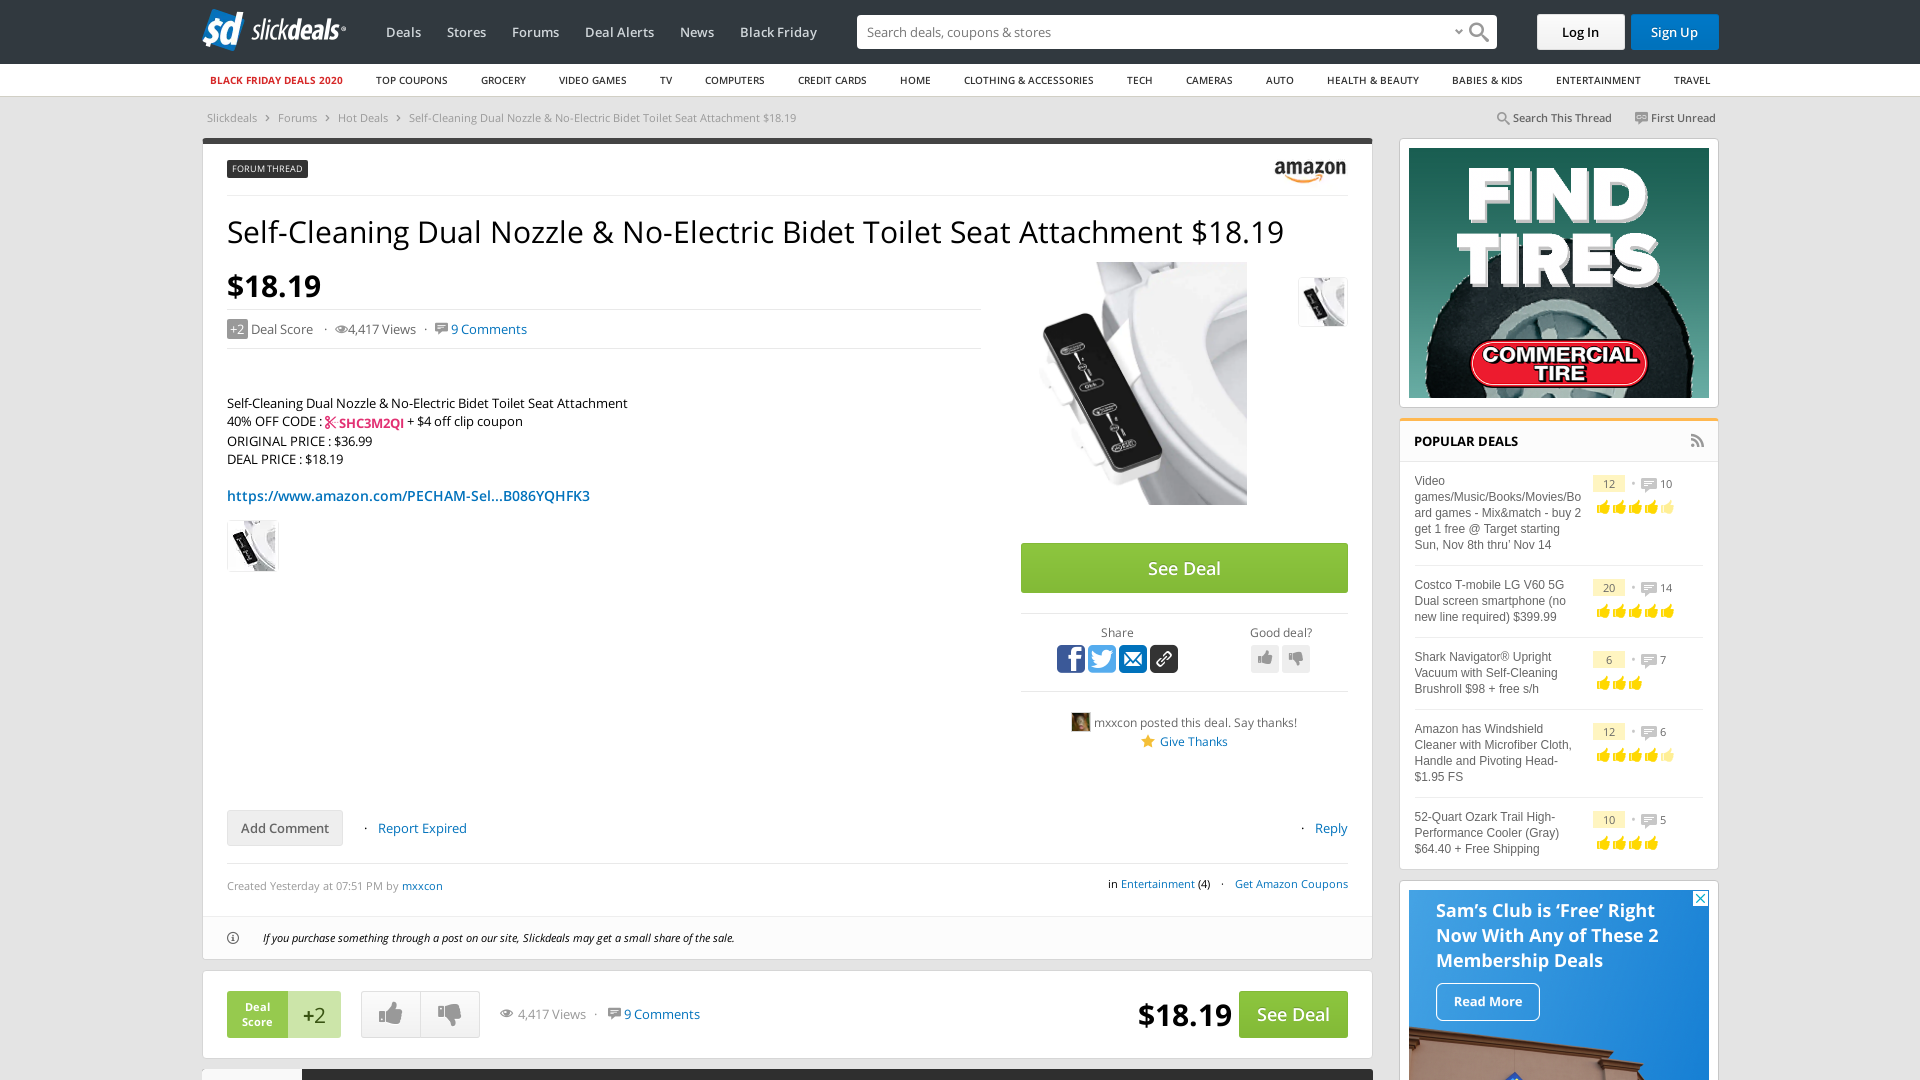 slickdeals
Deals
Stores
Forums
Deal Alerts
News
Black Friday
Search deals, coupons & stores
Log In
Sign Up
BLACK FRIDAY DEALS 2020
TOP COUPONS
GROCERY
VIDEO GAMES
TV
COMPUTERS
CREDIT CARDS
HOME
CLOTHING & ACCESSORIES
TECH
CAMERAS
AUTO
HEALTH & BEAUTY
BABIES & KIDS
ENTERTAINMENT
TRAVEL
Slickdeals > Forums > Hot Deals > Self-Cleaning Dual Nozzle & No-Electric Bidet Toilet Seat Attachment $18.19
Search This Thread
First Unread
FORUM THREAD
amazon
Self-Cleaning Dual Nozzle & No-Electric Bidet Toilet Seat Attachment $18.19
$18.19
+2 Deal Score · 4,417 Views · 9 Comments
Self-Cleaning Dual Nozzle & No-Electric Bidet Toilet Seat Attachment
40% OFF CODE : SHC3M2QI + $4 off clip coupon
ORIGINAL PRICE : $36.99
DEAL PRICE : $18.19
https://www.amazon.com/PECHAM-Sel...B086YQHFK3
See Deal
Share
Good deal?
mxxcon posted this deal. Say thanks!
Give Thanks
Add Comment
· Report Expired
· Reply
Created Yesterday at 07:51 PM by mxxcon
in Entertainment (4) · Get Amazon Coupons
If you purchase something through a post on our site, Slickdeals may get a small share of the sale.
Deal
Score
+2
4,417 Views · 9 Comments
$18.19
See Deal
FIND
TIRES
COMMERCIAL
TIRE
POPULAR DEALS
Video
games/Music/Books/Movies/Bo
ard games - Mix&match - buy 2
get 1 free @ Target starting
Sun, Nov 8th thru' Nov 14
12 • 10
Costco T-mobile LG V60 5G
Dual screen smartphone (no
new line required) $399.99
20 • 14
Shark Navigator® Upright
Vacuum with Self-Cleaning
Brushroll $98 + free s/h
6 • 7
Amazon has Windshield
Cleaner with Microfiber Cloth,
Handle and Pivoting Head-
$1.95 FS
12 • 6
52-Quart Ozark Trail High-
Performance Cooler (Gray)
$64.40 + Free Shipping
10 • 5
Sam's Club is 'Free' Right
Now With Any of These 2
Membership Deals
Read More